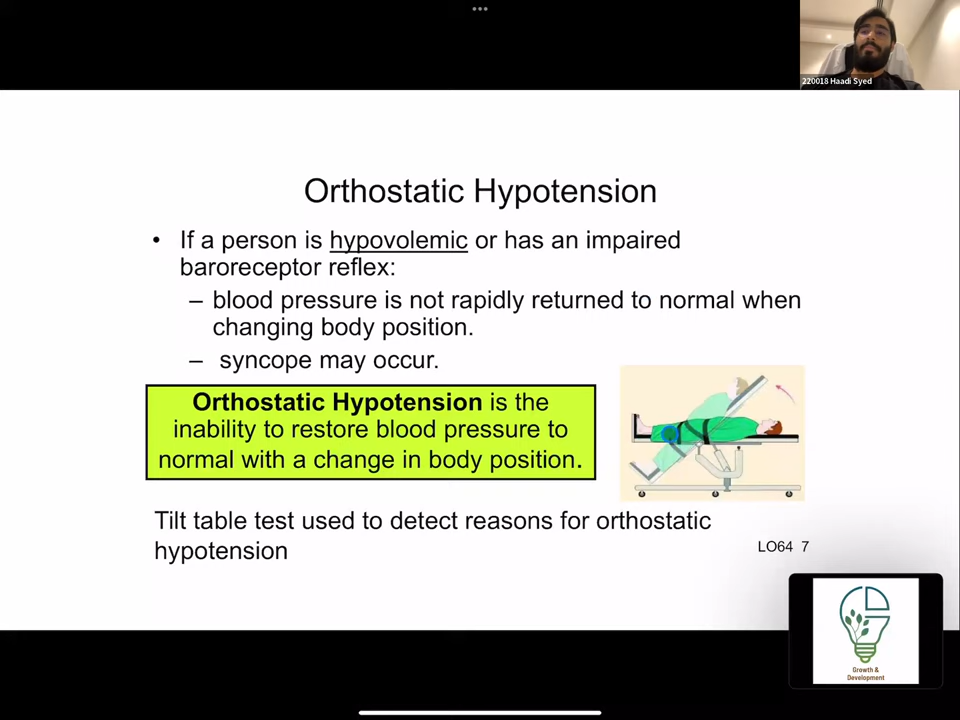 220018 Haadi Syed
Orthostatic Hypotension
• If a person is hypovolemic or has an impaired
baroreceptor reflex:
– blood pressure is not rapidly returned to normal when
changing body position.
– syncope may occur.
Orthostatic Hypotension is the
inability to restore blood pressure to
normal with a change in body position.
Tilt table test used to detect reasons for orthostatic
hypotension
LO64 7
Growth &
Development